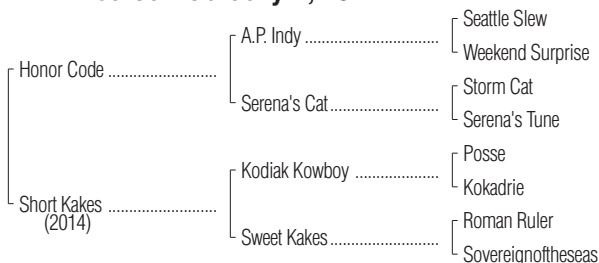 Seattle Slew
A.P. Indy
Weekend Surprise
Honor Code
Storm Cat
Serena's Cat
Serena's Tune
Posse
Kodiak Kowboy
Kokadrie
Short Kakes
(2014)
Roman Ruler
Sweet Kakes
Sovereignoftheseas